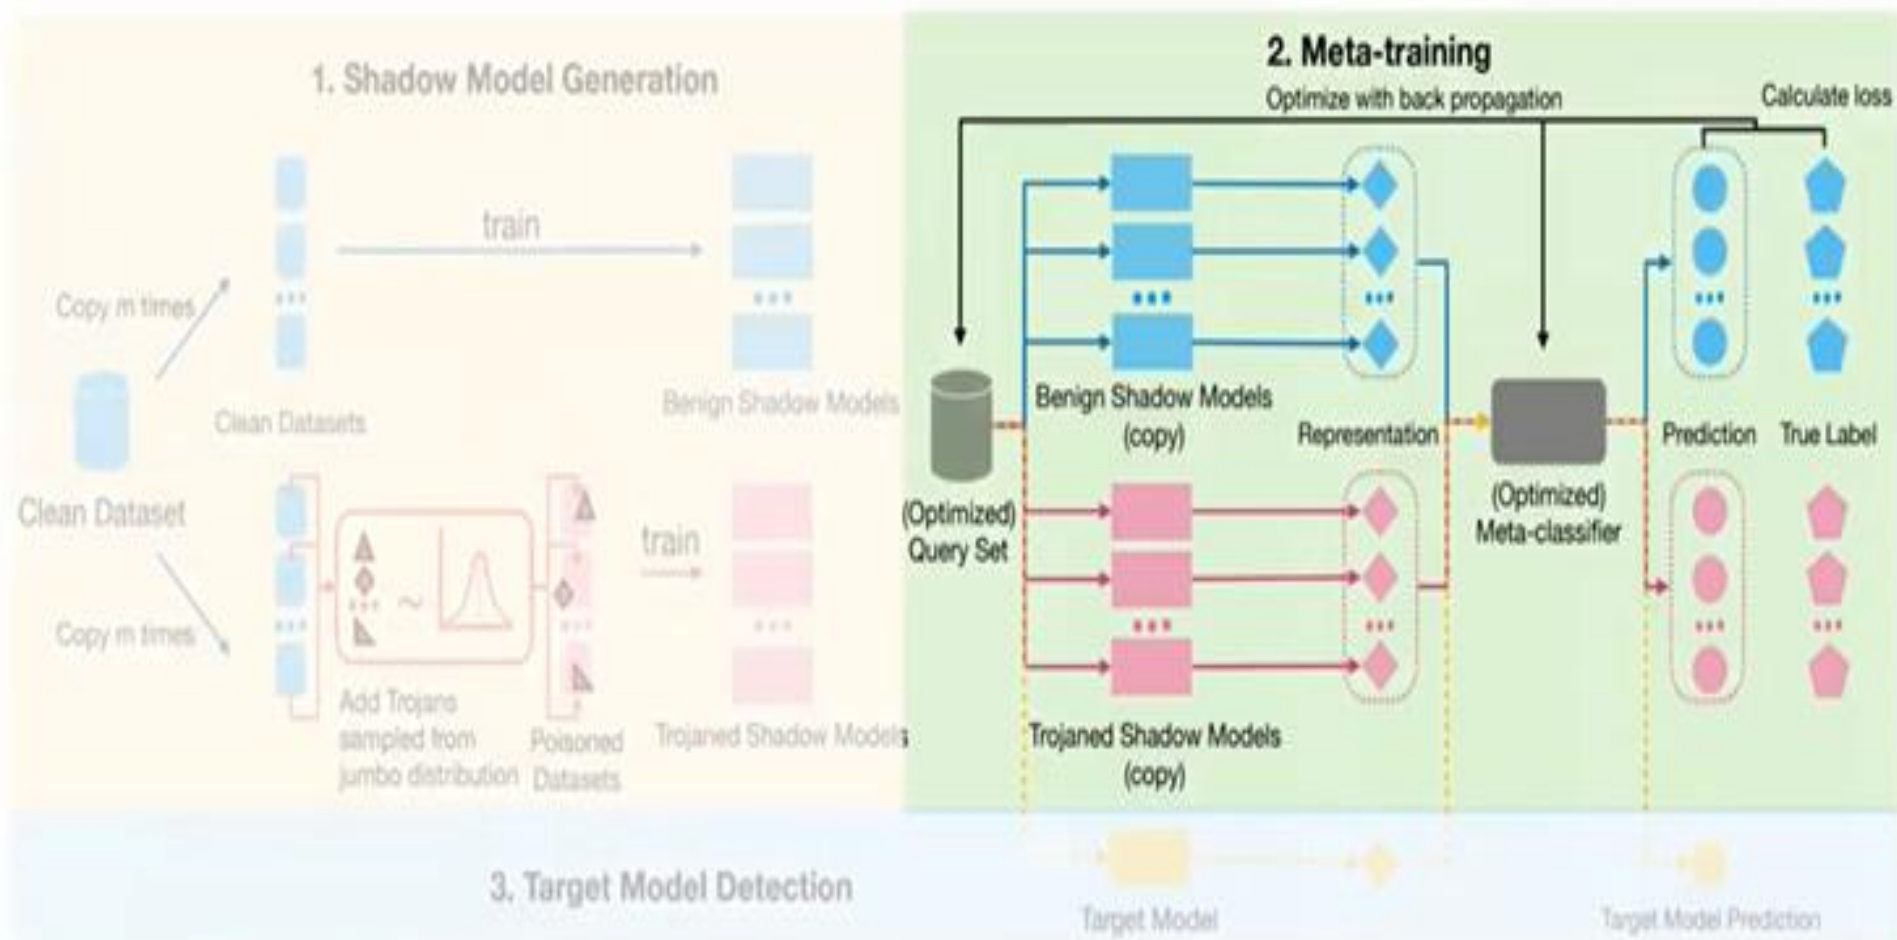 1. Shadow Model Generation
train
Copy m times
Clean Datasets
Benign Shadow Models
Clean Dataset
Copy m times
train
Add Trojans
sampled from
jumbo distribution
Poisoned
Datasets
Trojaned Shadow Models
2. Meta-training
Optimize with back propagation
Calculate loss
Benign Shadow Models
(copy)
Representation
Prediction
True Label
(Optimized)
Query Set
(Optimized)
Meta-classifier
Trojaned Shadow Models
(copy)
3. Target Model Detection
Target Model
Target Model Prediction